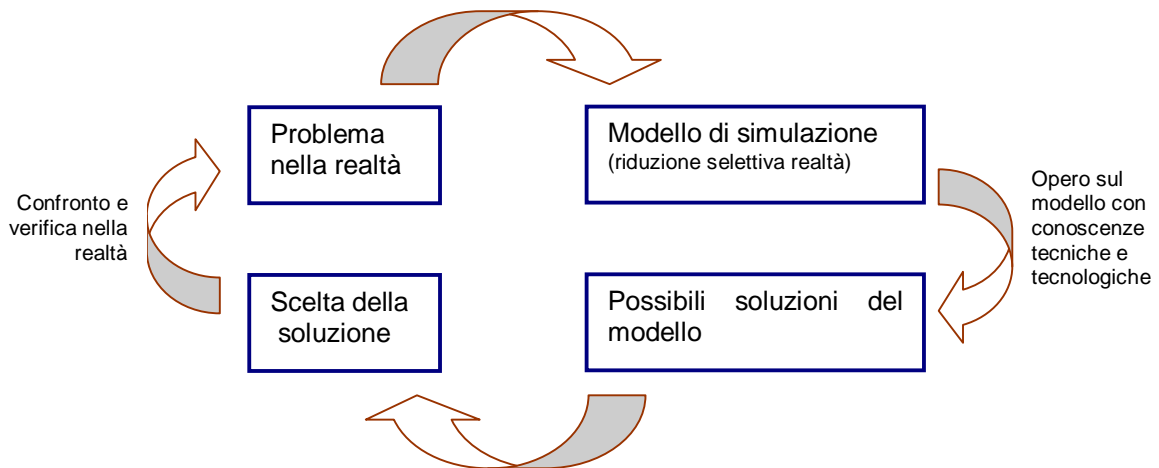 Problema
nella realtà
Modello di simulazione
(riduzione selettiva realtà)
Confronto e
verifica nella
realtà
Opero sul
modello con
conoscenze
tecniche e
tecnologiche
Scelta della
soluzione
Possibili soluzioni del
modello